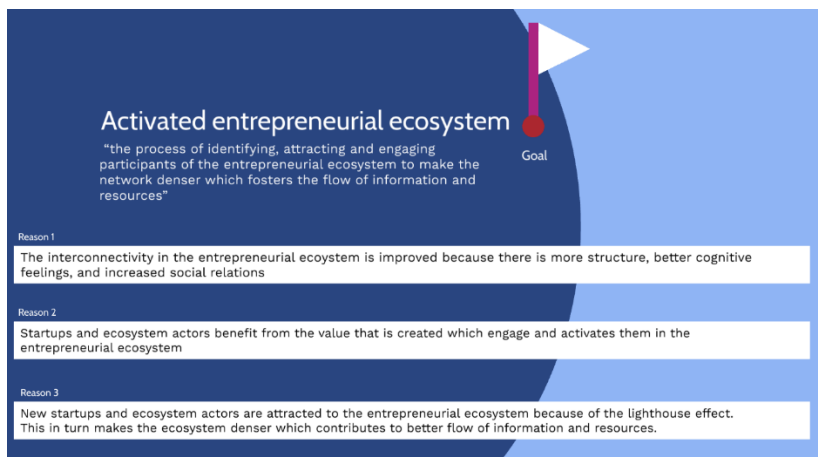 Activated entrepreneurial ecosystem
“the process of identifying, attracting and engaging
participants of the entrepreneurial ecosystem to make the
network denser which fosters the flow of information and
resources”
Goal
Reason 1
The interconnectivity in the entrepreneurial ecoystem is improved because there is more structure, better cognitive
feelings, and increased social relations
Reason 2
Startups and ecosystem actors benefit from the value that is created which engage and activates them in the
entrepreneurial ecosystem
Reason 3
New startups and ecosystem actors are attracted to the entrepreneurial ecosystem because of the lighthouse effect.
This in turn makes the ecosystem denser which contributes to better flow of information and resources.